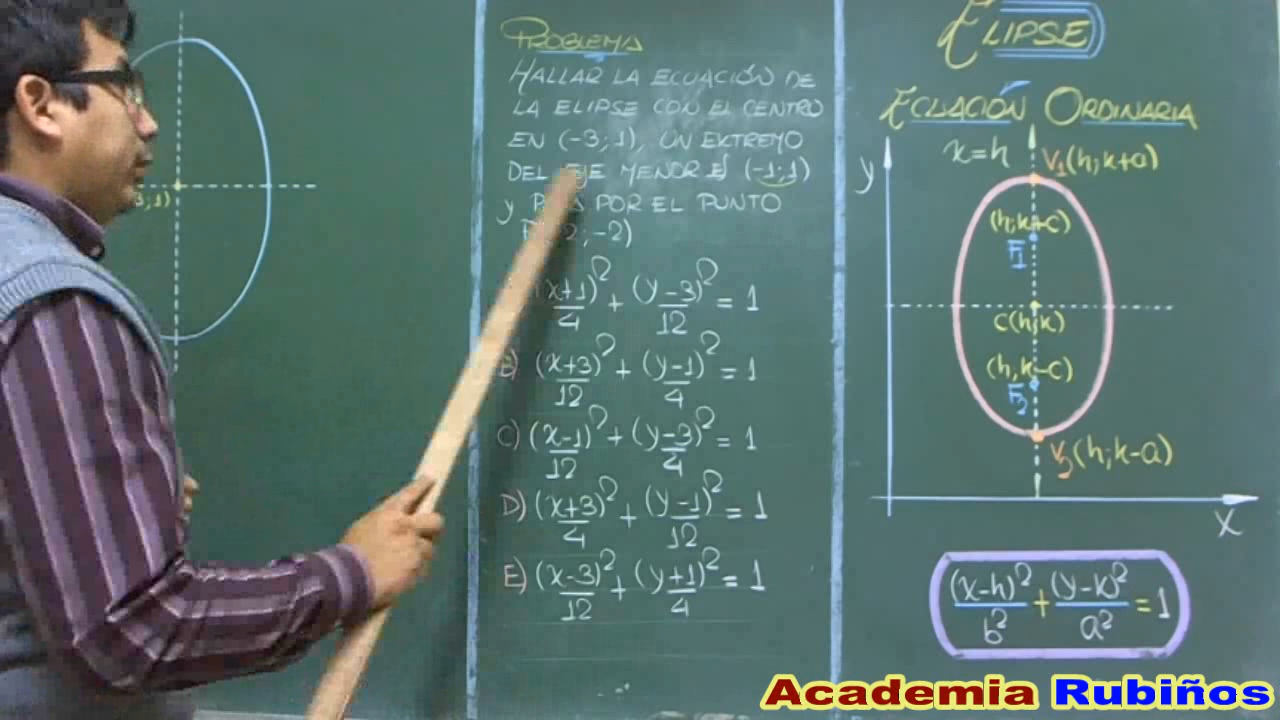 3; 1)
PROBLEMA
HALLAR LA ECUACIÓN DE
LA ELIPSE CON EL CENTRO
EN (-3; 1), UN EXTREMO
DEL EJE MENOR ES (-1; 1)
y POR EL PUNTO
; -2)
(x+1)²/4 + (y-3)²/12 = 1
B) (x+3)²/12 + (y-1)²/4 = 1
C) (x-1)²/12 + (y-3)²/4 = 1
D) (x+3)²/4 + (y-1)²/12 = 1
E) (x-3)²/12 + (y+1)²/4 = 1
ELIPSE
ECUACIÓN ORDINARIA
y
x=h
V1(h; k+a)
(h; k+c)
F1
C(h; k)
(h, k-c)
F2
V2(h; k-a)
x
(x-h)²/b² + (y-k)²/a² = 1
Academia Rubiños